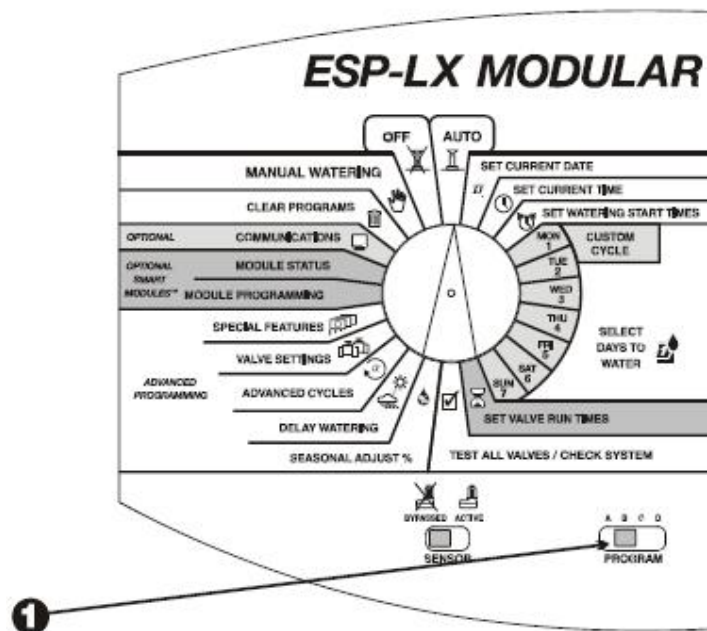 ESP-LX MODULAR
OFF
AUTO
MANUAL WATERING
SET CURRENT DATE
CLEAR PROGRAMS
SET CURRENT TIME
SET WATERING START TIMES
OPTIONAL
COMMUNICATIONS
MON
1
CUSTOM
CYCLE
OPTIONAL
SMART
MODULES™
MODULE STATUS
MODULE PROGRAMMING
TUE
2
WED
3
THU
4
FRI
5
SAT
6
SUN
7
SELECT
DAYS TO
WATER
ADVANCED
PROGRAMMING
SPECIAL FEATURES
VALVE SETTINGS
ADVANCED CYCLES
DELAY WATERING
SEASONAL ADJUST %
SET VALVE RUN TIMES
TEST ALL VALVES / CHECK SYSTEM
BYPASSED ACTIVE
SENSOR
A B C D
PROGRAM
1